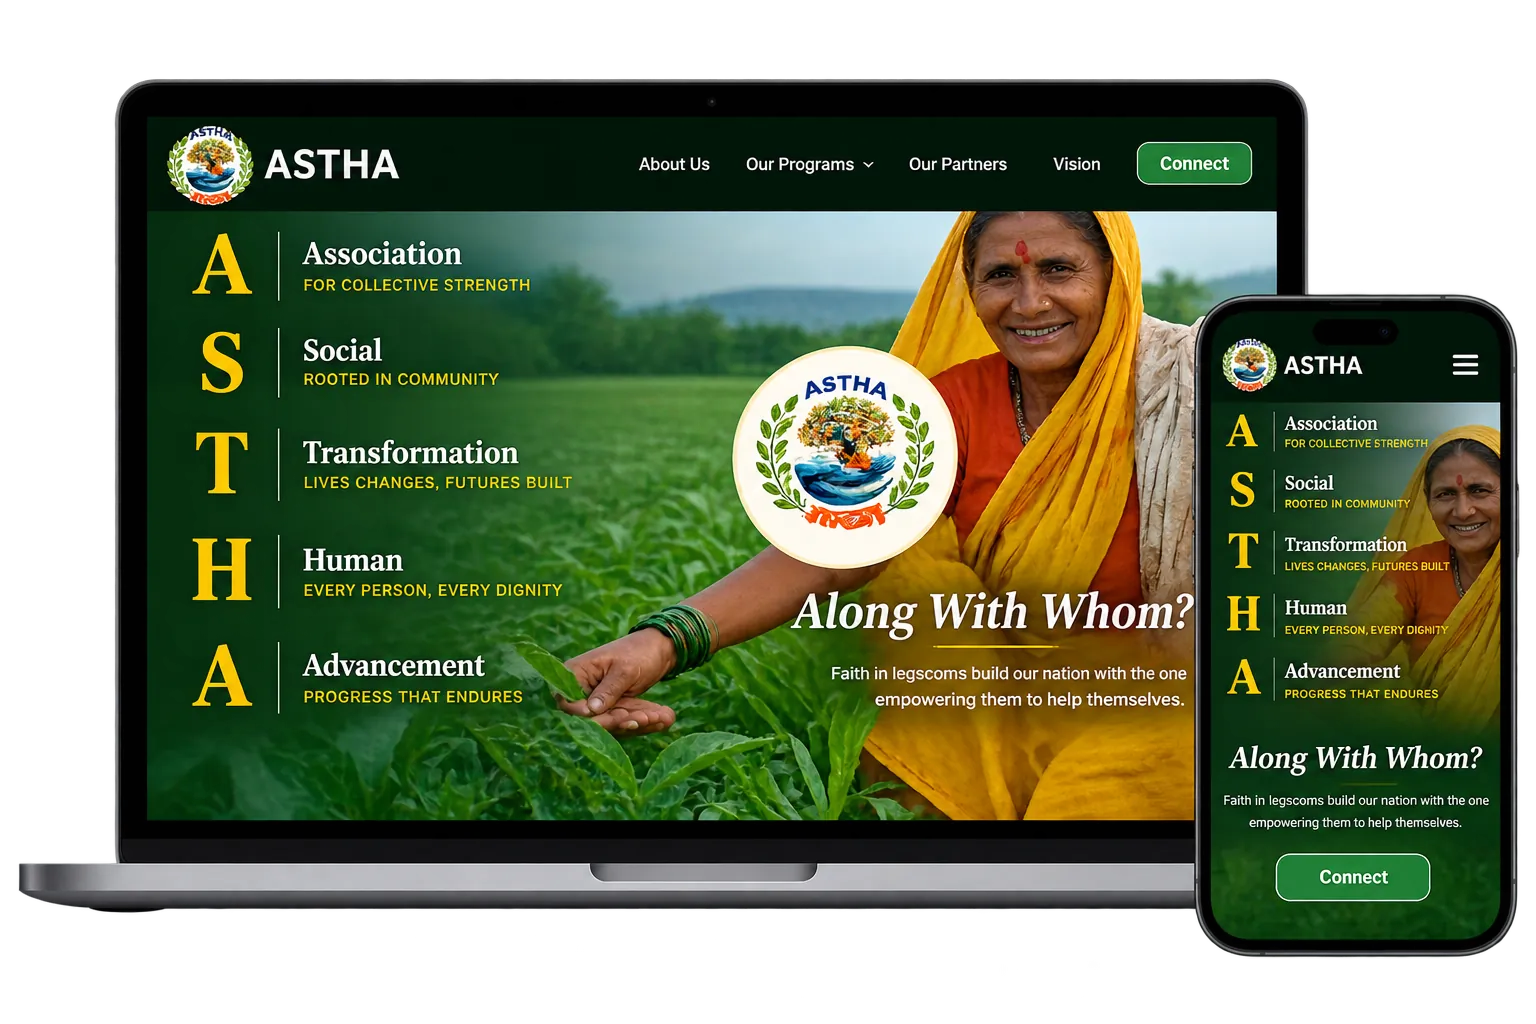 ASTHA
ASTHA
About Us
Our Programs
Our Partners
Vision
Connect
A
Association
FOR COLLECTIVE STRENGTH
S
Social
ROOTED IN COMMUNITY
T
Transformation
LIVES CHANGES, FUTURES BUILT
H
Human
EVERY PERSON, EVERY DIGNITY
A
Advancement
PROGRESS THAT ENDURES
ASTHA
Along With Whom?
Faith in legscoms build our nation with the one
empowering them to help themselves.
ASTHA
ASTHA
A
Association
FOR COLLECTIVE STRENGTH
S
Social
ROOTED IN COMMUNITY
T
Transformation
LIVES CHANGES, FUTURES BUILT
H
Human
EVERY PERSON, EVERY DIGNITY
A
Advancement
PROGRESS THAT ENDURES
Along With Whom?
Faith in legscoms build our nation with the one
empowering them to help themselves.
Connect